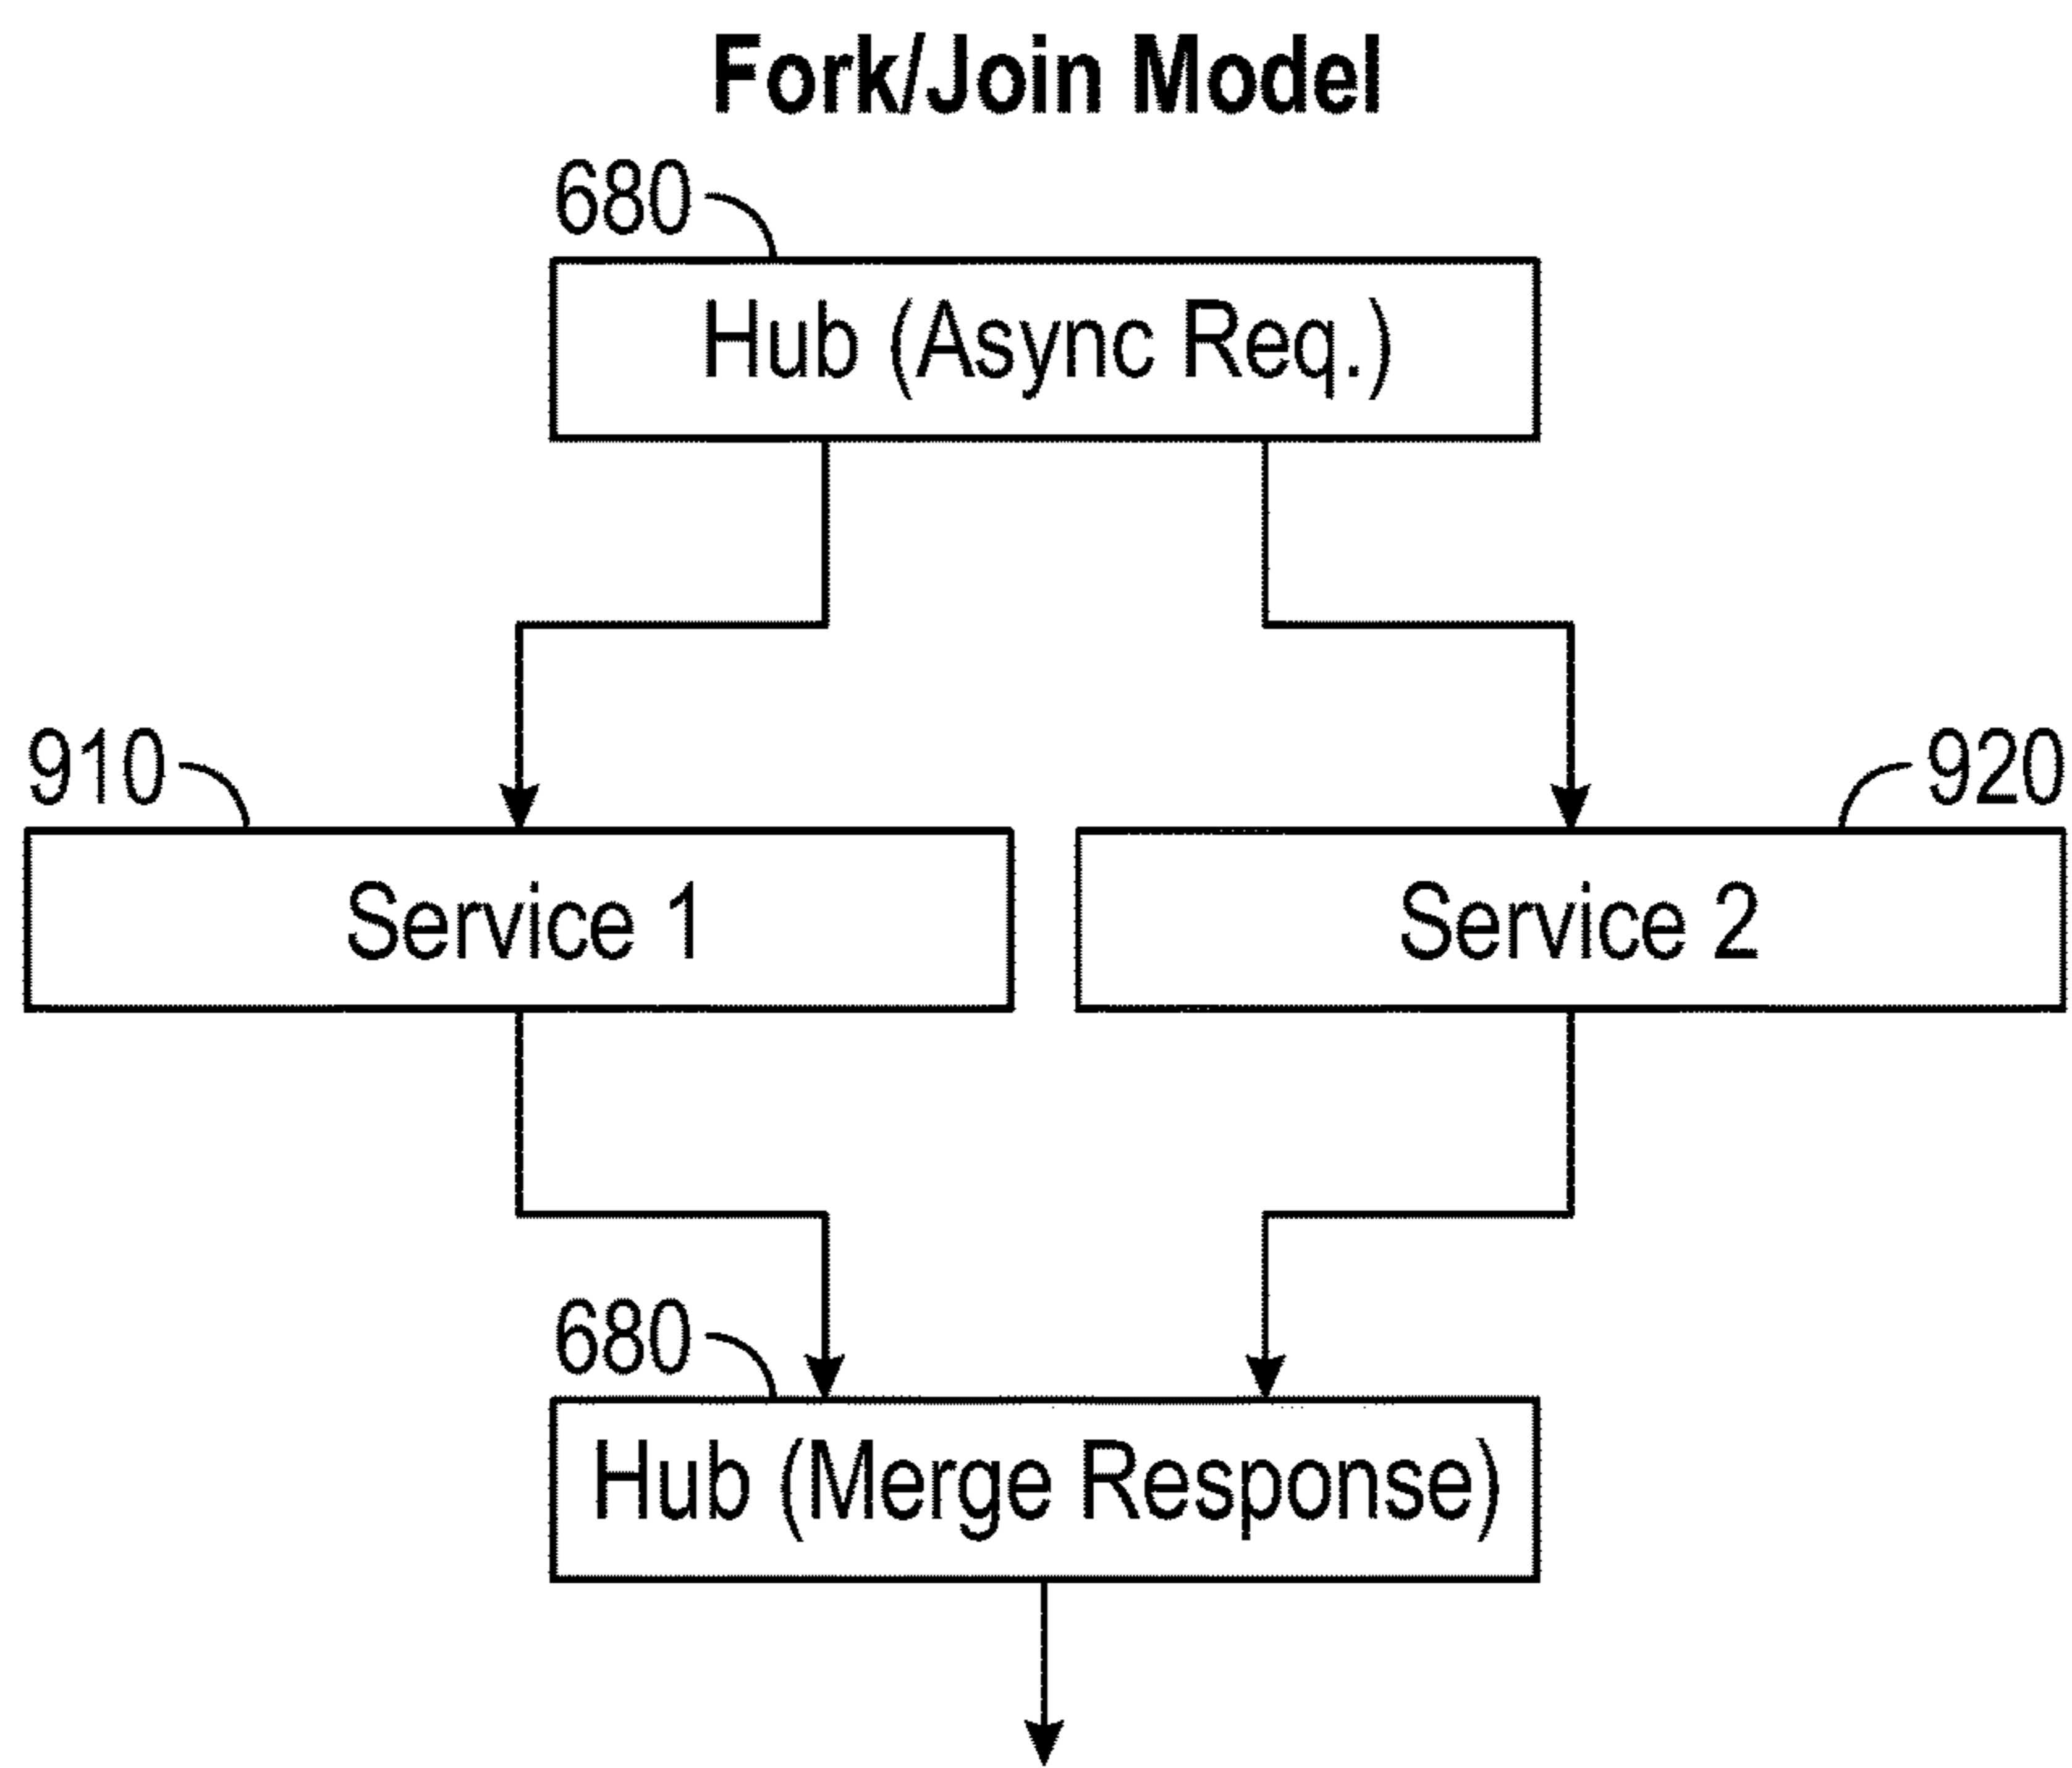 Fork/Join Model
680
Hub (Async Req.)
910
920
Service 1
Service 2
680
Hub (Merge Response)